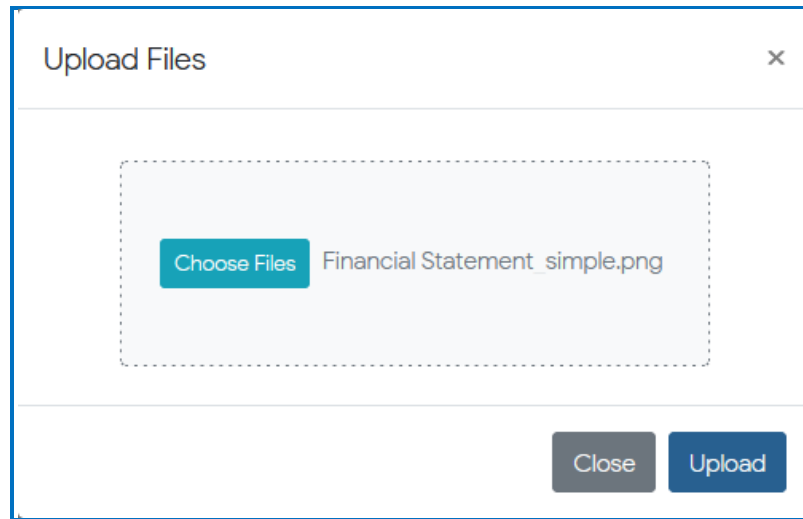 Upload Files
×
Choose Files Financial Statement_simple.png
Close Upload